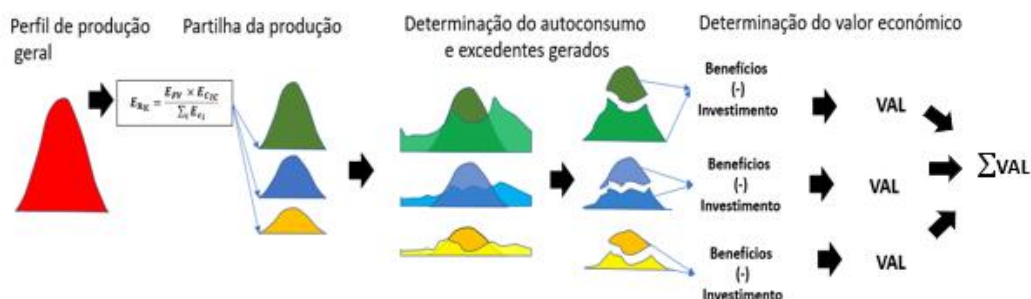 Perfil de produção
geral
Partilha da produção
Determinação do autoconsumo
e excedentes gerados
Determinação do valor económico
Benefícios
(-)
Investimento
VAL
Benefícios
(-)
Investimento
VAL
Benefícios
(-)
Investimento
VAL
∑VAL